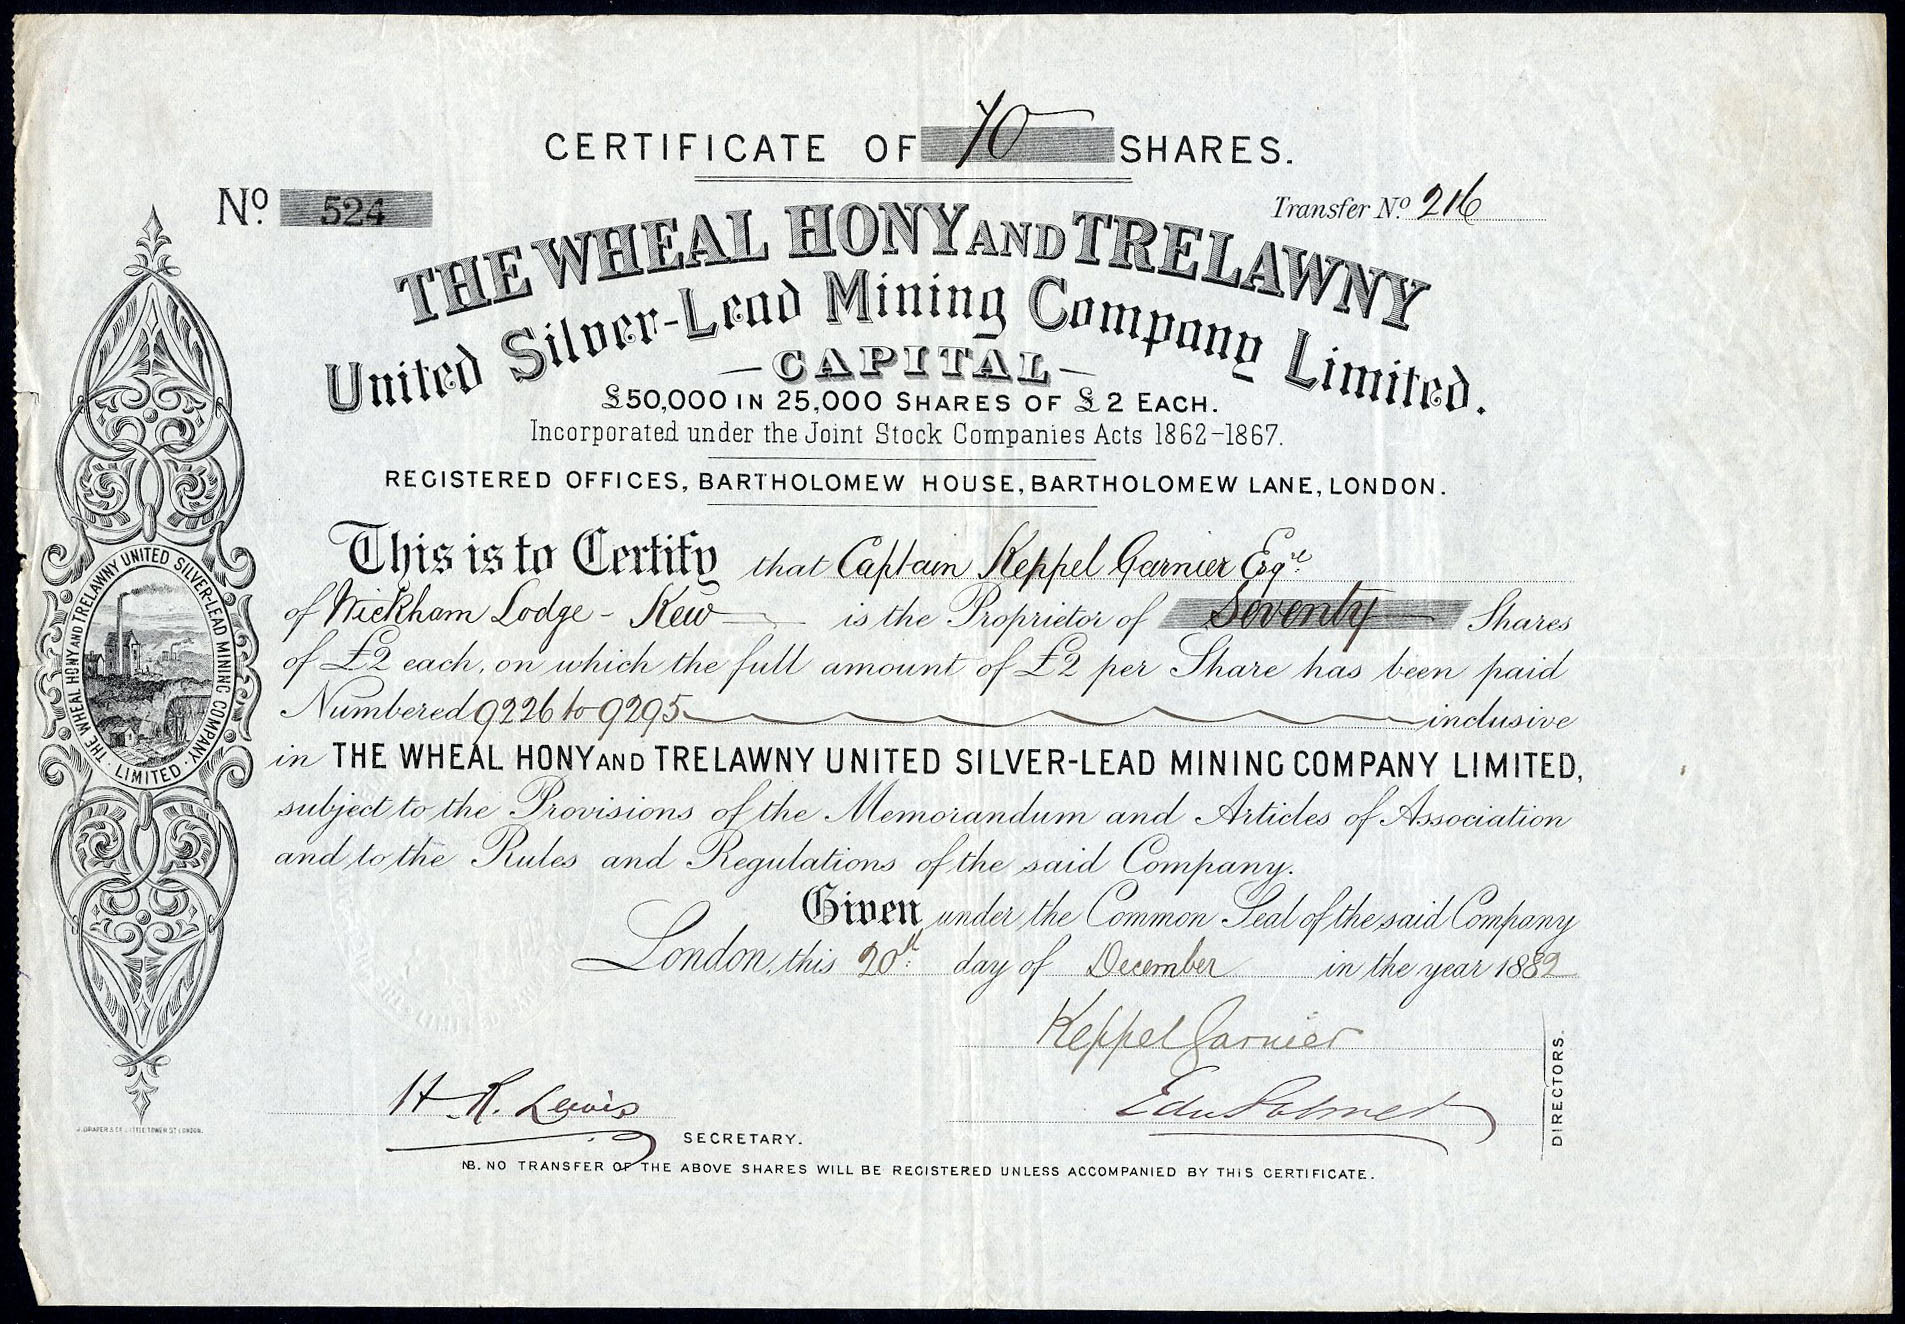 CERTIFICATE OF 70 SHARES.
No. 524
Transfer No. 216
THE WHEAL HONY AND TRELAWNY
United Silver-Lead Mining Company Limited.
CAPITAL
£50,000 IN 25,000 SHARES OF £2 EACH.
Incorporated under the Joint Stock Companies Acts 1862-1867.
REGISTERED OFFICES, BARTHOLOMEW HOUSE, BARTHOLOMEW LANE, LONDON.
This is to Certify that Captain Keppel Garnier Esqre.
of Wickham Lodge - Kew is the Proprietor of Seventy Shares
of £2 each, on which the full amount of £2 per Share has been paid
Numbered 9226 to 9295 inclusive
in THE WHEAL HONY AND TRELAWNY UNITED SILVER-LEAD MINING COMPANY LIMITED,
subject to the Provisions of the Memorandum and Articles of Association
and to the Rules and Regulations of the said Company.
Given under the Common Seal of the said Company
London, this 20th day of December in the year 1882
Keppel Garnier
H. R. Lewis
SECRETARY.
DIRECTORS.
NB. NO TRANSFER OF THE ABOVE SHARES WILL BE REGISTERED UNLESS ACCOMPANIED BY THIS CERTIFICATE.
THE WHEAL HONY AND TRELAWNY UNITED SILVER-LEAD MINING COMPANY · LIMITED ·
J. DRAPER & CO. LITTLE TOWER ST LONDON.